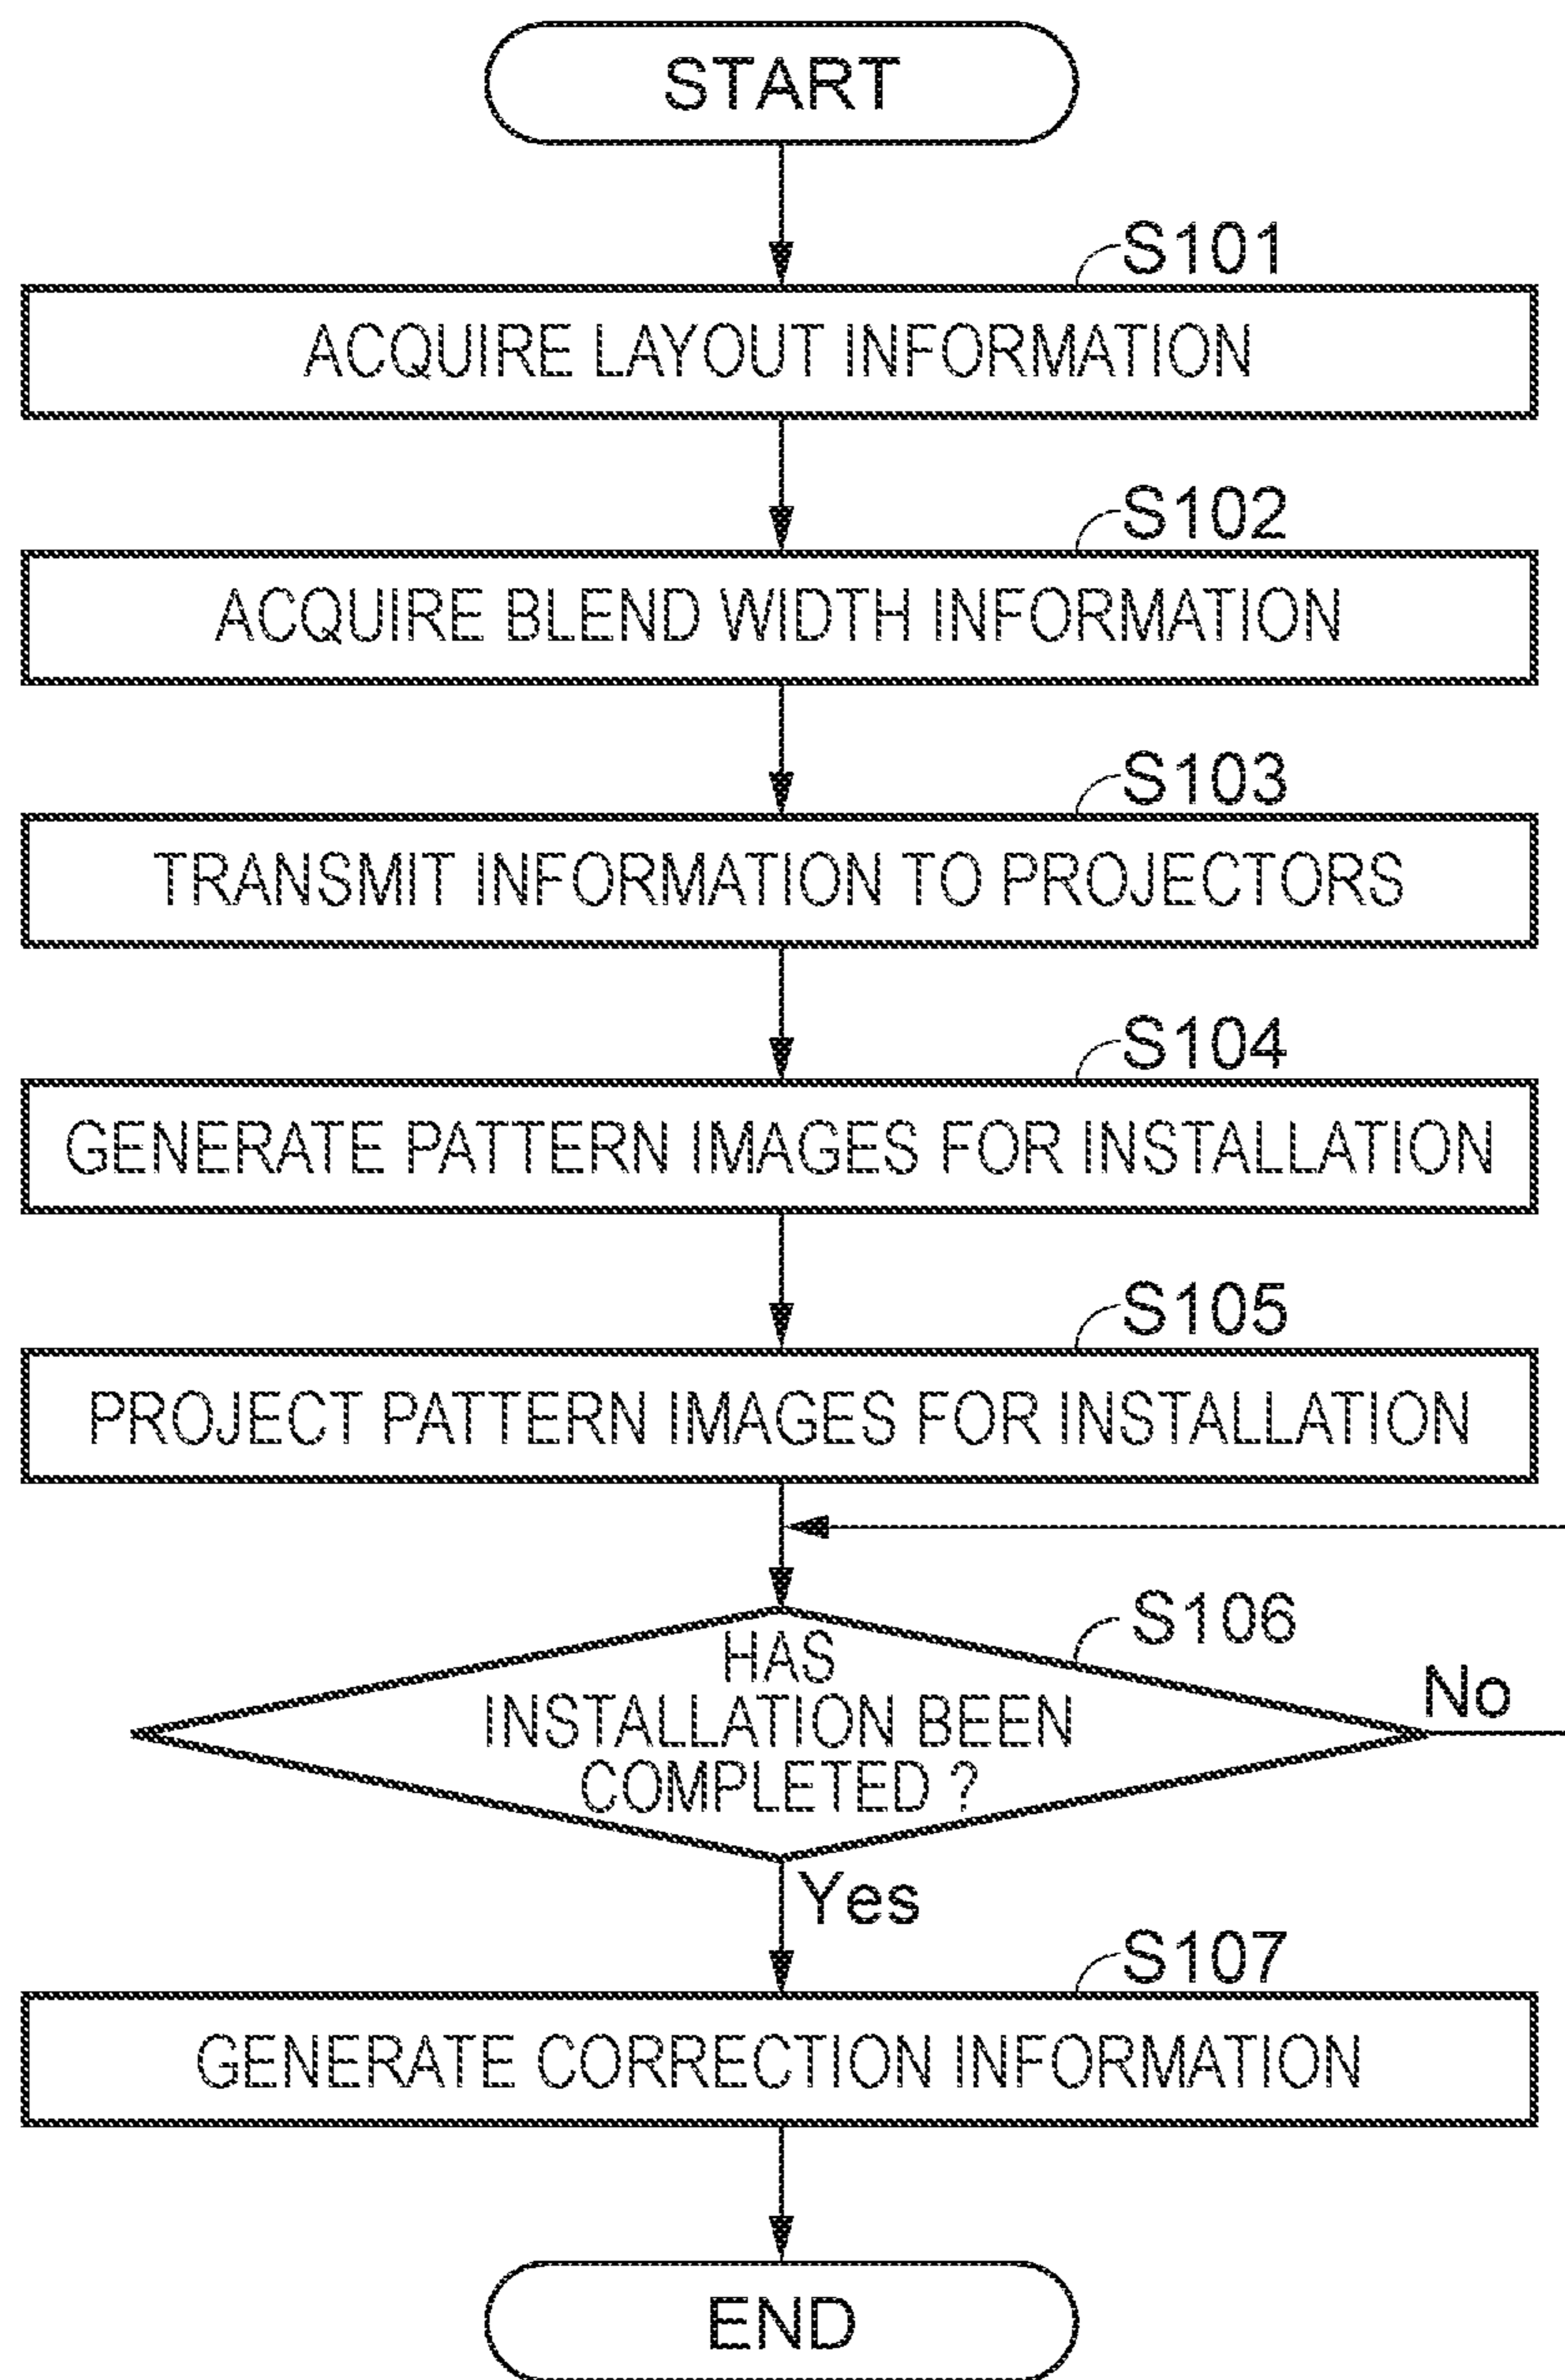 START
S101
ACQUIRE LAYOUT INFORMATION
S102
ACQUIRE BLEND WIDTH INFORMATION
S103
TRANSMIT INFORMATION TO PROJECTORS
S104
GENERATE PATTERN IMAGES FOR INSTALLATION
S105
PROJECT PATTERN IMAGES FOR INSTALLATION
S106
HAS
INSTALLATION BEEN
COMPLETED ?
No
Yes
S107
GENERATE CORRECTION INFORMATION
END